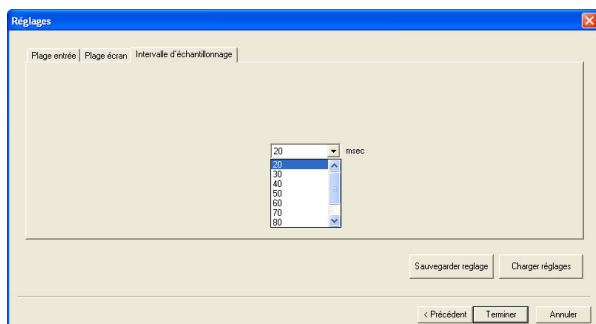 Réglages
Plage entrée Plage écran Intervalle d'échantillonnage
20 msec
20
30
40
50
60
70
80
Sauvegarder reglage Charger réglages
< Précédent Terminer Annuler